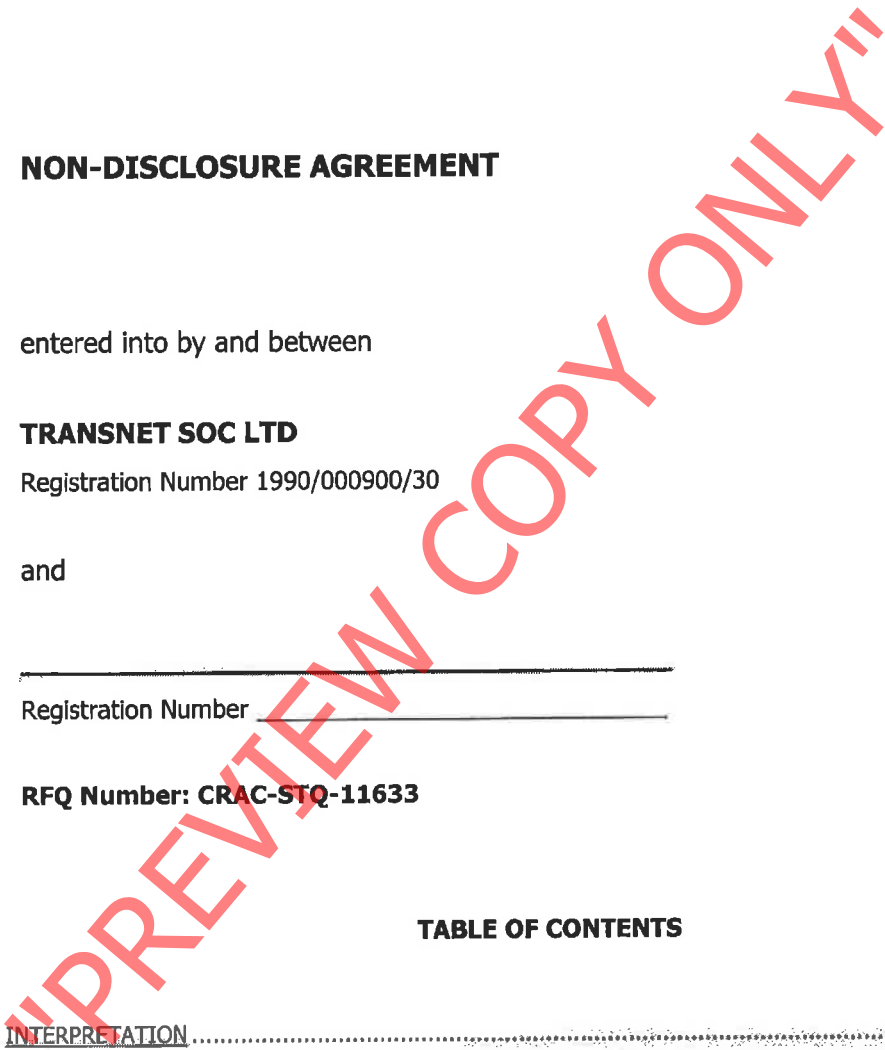 NON-DISCLOSURE AGREEMENT
entered into by and between
TRANSNET SOC LTD
Registration Number 1990/000900/30
and
Registration Number
RFQ Number: CRAC-STQ-11633
TABLE OF CONTENTS
INTERPRETATION
"PREVIEW COPY ONLY"